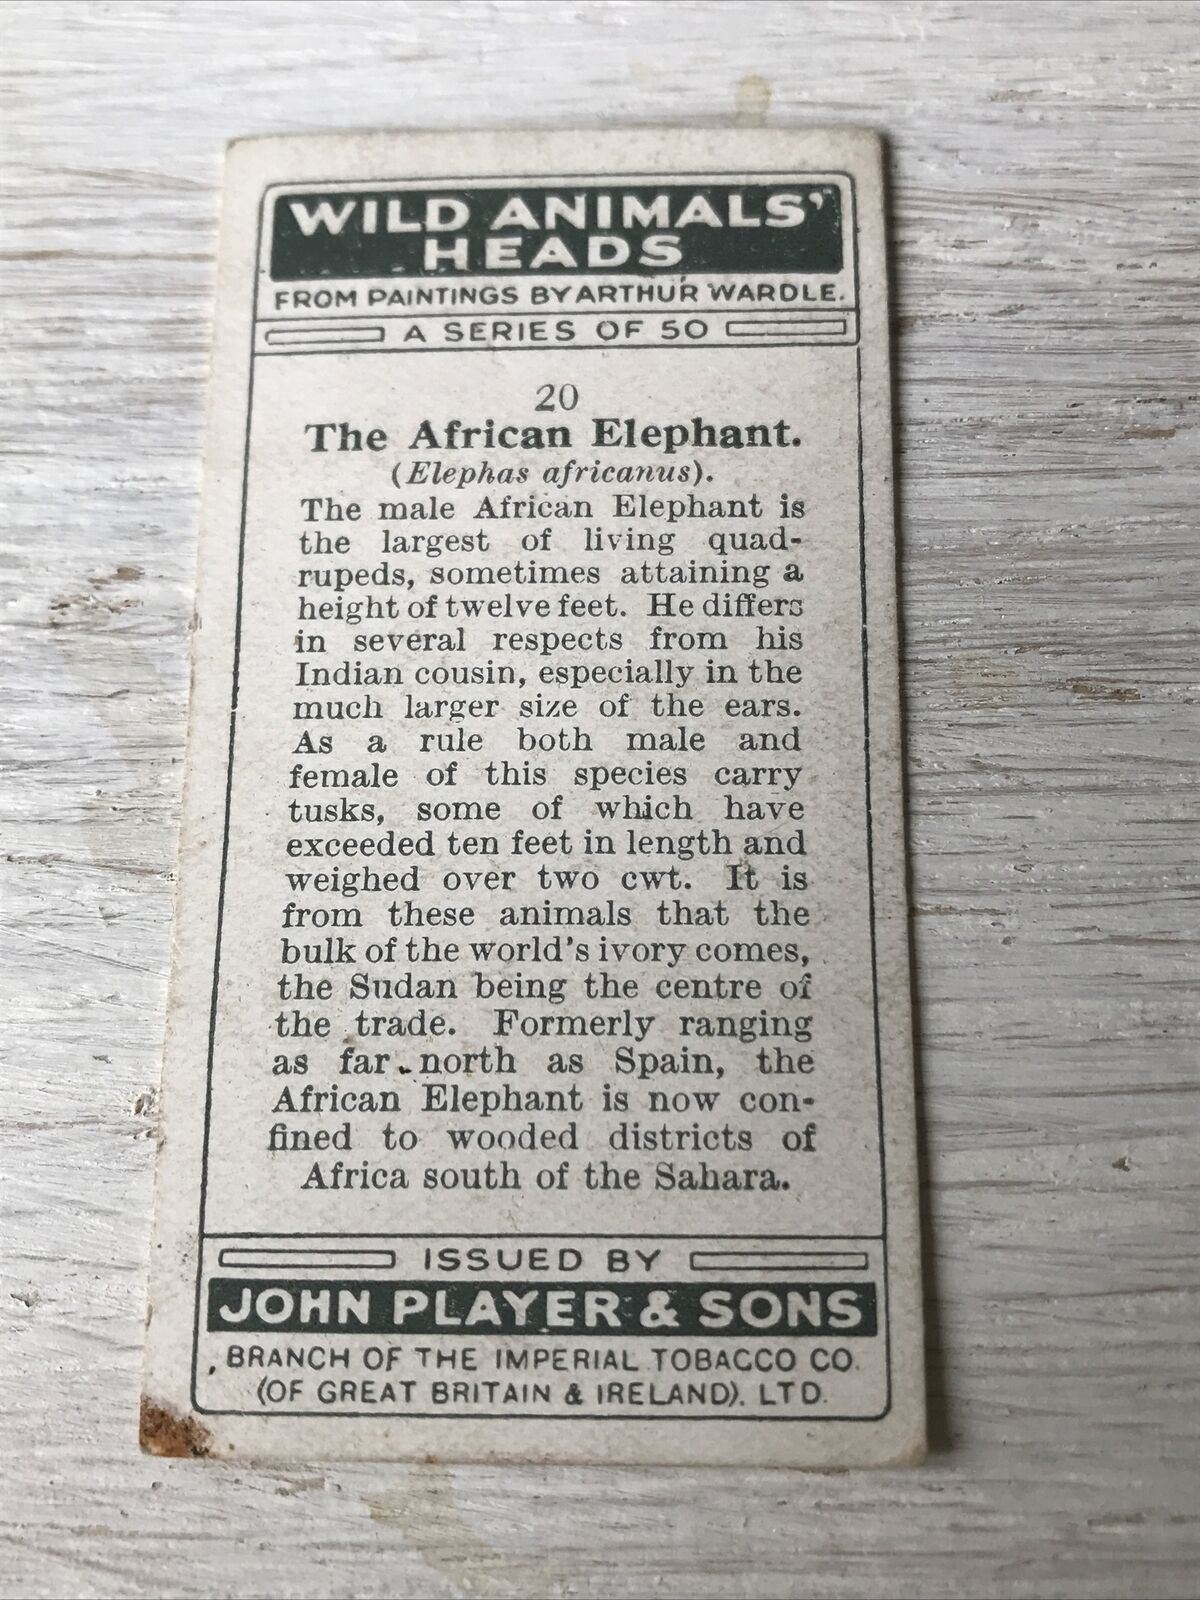 WILD ANIMALS'
HEADS
FROM PAINTINGS BY ARTHUR WARDLE.
A SERIES OF 50
20
The African Elephant.
(Elephas africanus).
The male African Elephant is
the largest of living quad-
rupeds, sometimes attaining a
height of twelve feet. He differs
in several respects from his
Indian cousin, especially in the
much larger size of the ears.
As a rule both male and
female of this species carry
tusks, some of which have
exceeded ten feet in length and
weighed over two cwt. It is
from these animals that the
bulk of the world's ivory comes,
the Sudan being the centre of
the trade. Formerly ranging
as far north as Spain, the
African Elephant is now con-
fined to wooded districts of
Africa south of the Sahara.
ISSUED BY
JOHN PLAYER & SONS
BRANCH OF THE IMPERIAL TOBACCO CO.
(OF GREAT BRITAIN & IRELAND). LTD.